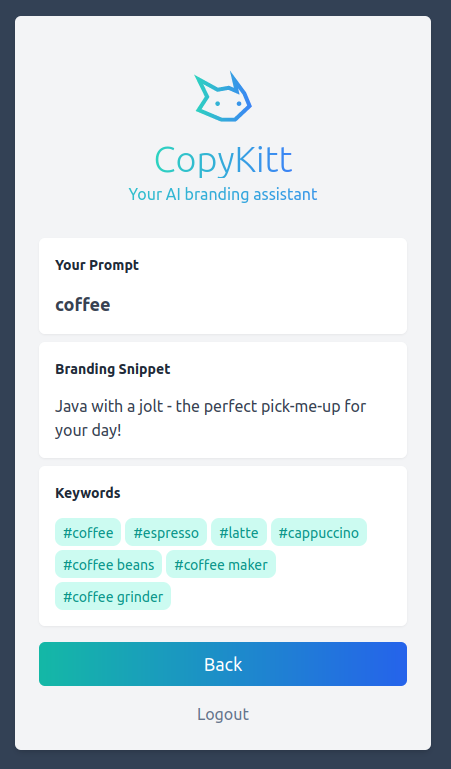 CopyKitt
Your AI branding assistant
Your Prompt
coffee
Branding Snippet
Java with a jolt - the perfect pick-me-up for
your day!
Keywords
#coffee #espresso #latte #cappuccino
#coffee beans #coffee maker
#coffee grinder
Back
Logout